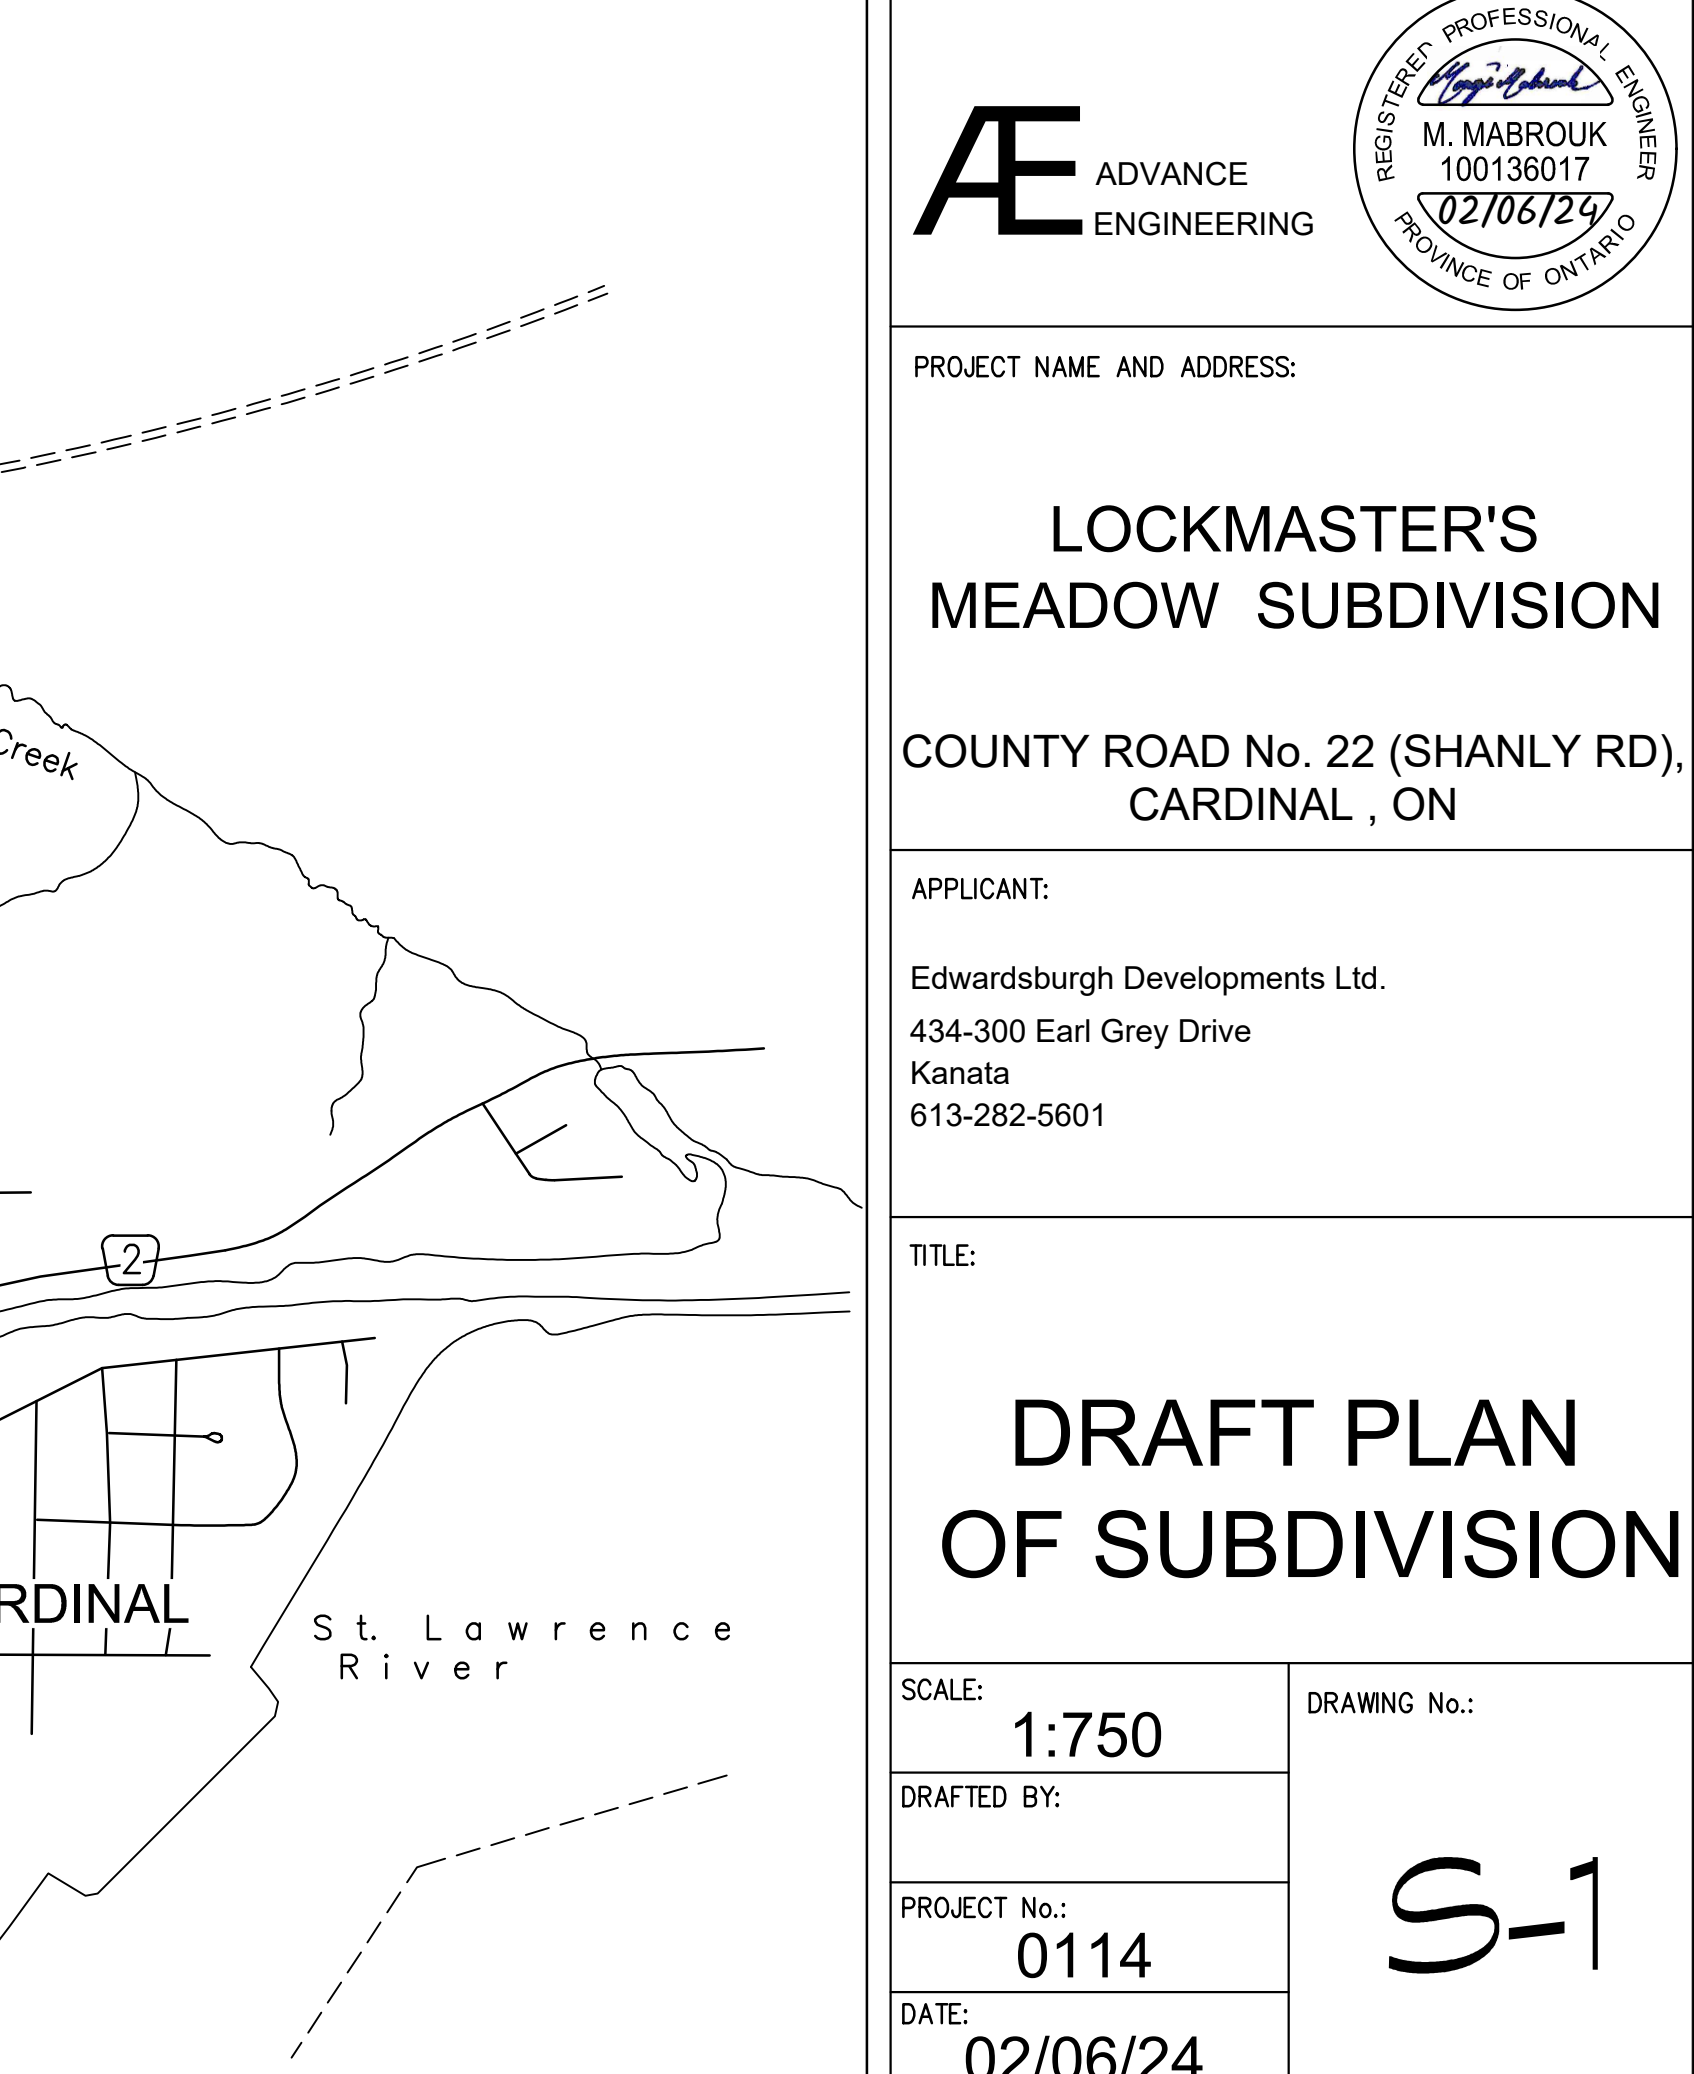 Creek
2
RDINAL
St. Lawrence
River
Æ ADVANCE
ENGINEERING
REGISTERED PROFESSIONAL ENGINEER
M. MABROUK
100136017
02/06/24
PROVINCE OF ONTARIO
PROJECT NAME AND ADDRESS:
LOCKMASTER'S
MEADOW SUBDIVISION
COUNTY ROAD No. 22 (SHANLY RD),
CARDINAL , ON
APPLICANT:
Edwardsburgh Developments Ltd.
434-300 Earl Grey Drive
Kanata
613-282-5601
TITLE:
DRAFT PLAN
OF SUBDIVISION
SCALE:
1:750
DRAFTED BY:
PROJECT No.:
0114
DATE:
02/06/24
DRAWING No.:
S-1